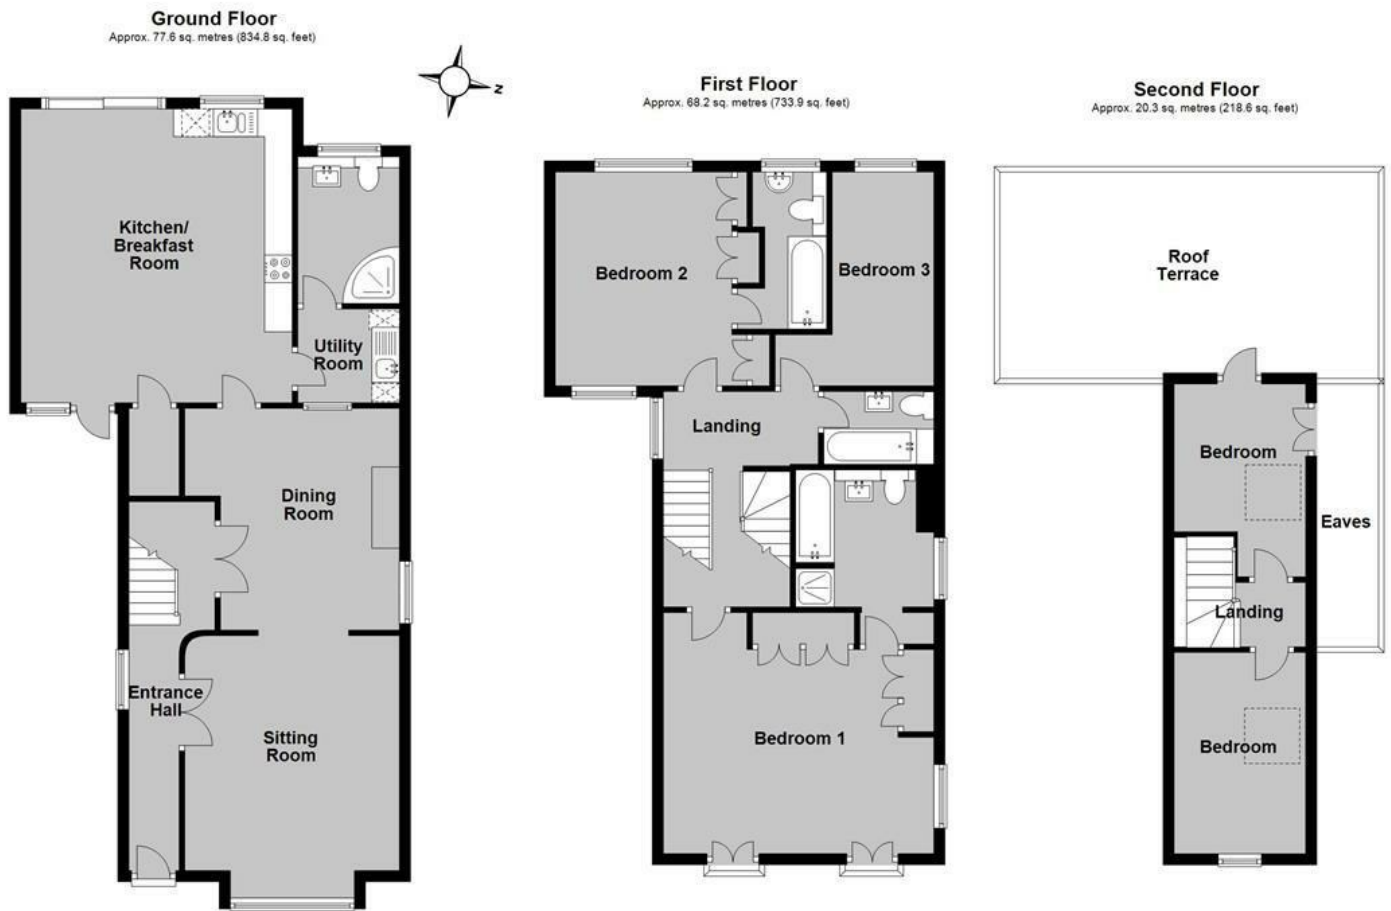 Ground Floor
Approx. 77.6 sq. metres (834.8 sq. feet)
Kitchen/
Breakfast
Room
Utility
Room
Dining
Room
Entrance
Hall
Sitting
Room
N
First Floor
Approx. 68.2 sq. metres (733.9 sq. feet)
Bedroom 2
Bedroom 3
Landing
Bedroom 1
Second Floor
Approx. 20.3 sq. metres (218.6 sq. feet)
Roof
Terrace
Bedroom
Eaves
Landing
Bedroom